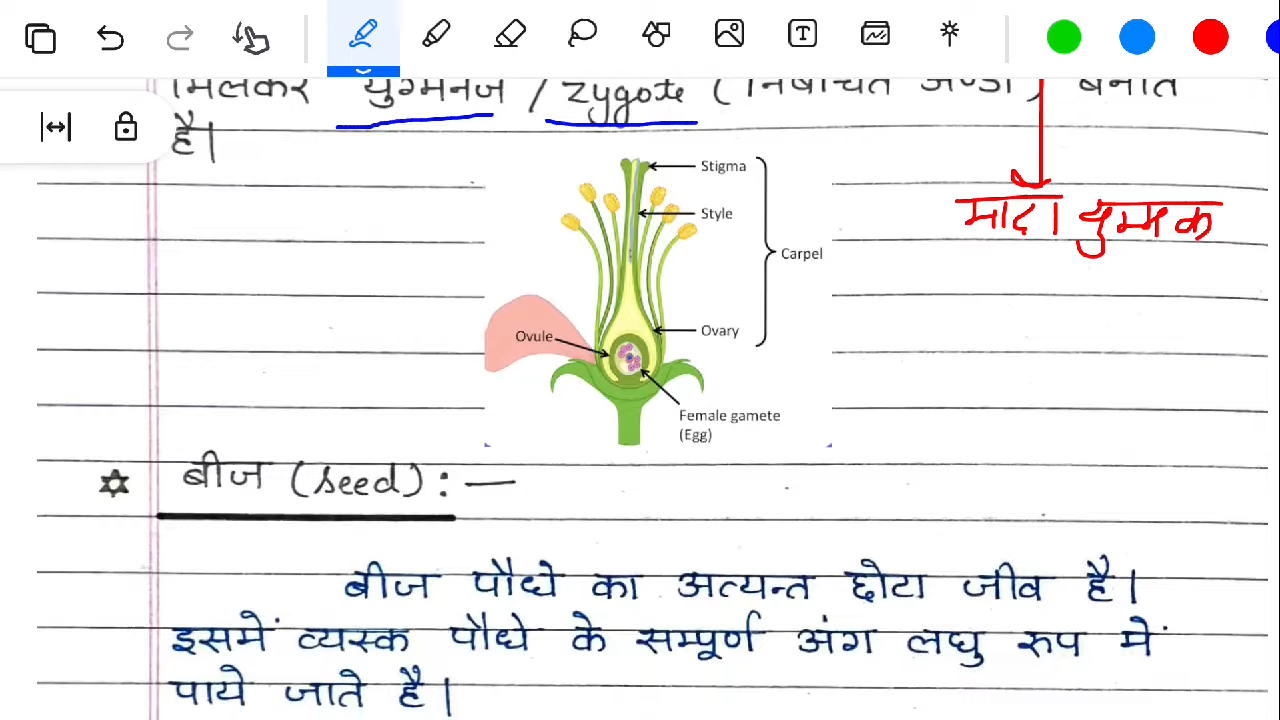 मिलकर युग्मनज / zygote (निषेचित अण्डा) बनाते
है।
Stigma
Style
मादा युग्मक
Carpel
Ovary
Ovule
Female gamete
(Egg)
बीज (seed) : —
बीज पौधे का अत्यन्त छोटा जीव है।
इसमें व्यस्क पौधे के सम्पूर्ण अंग लघु रुप में
पाये जाते है।